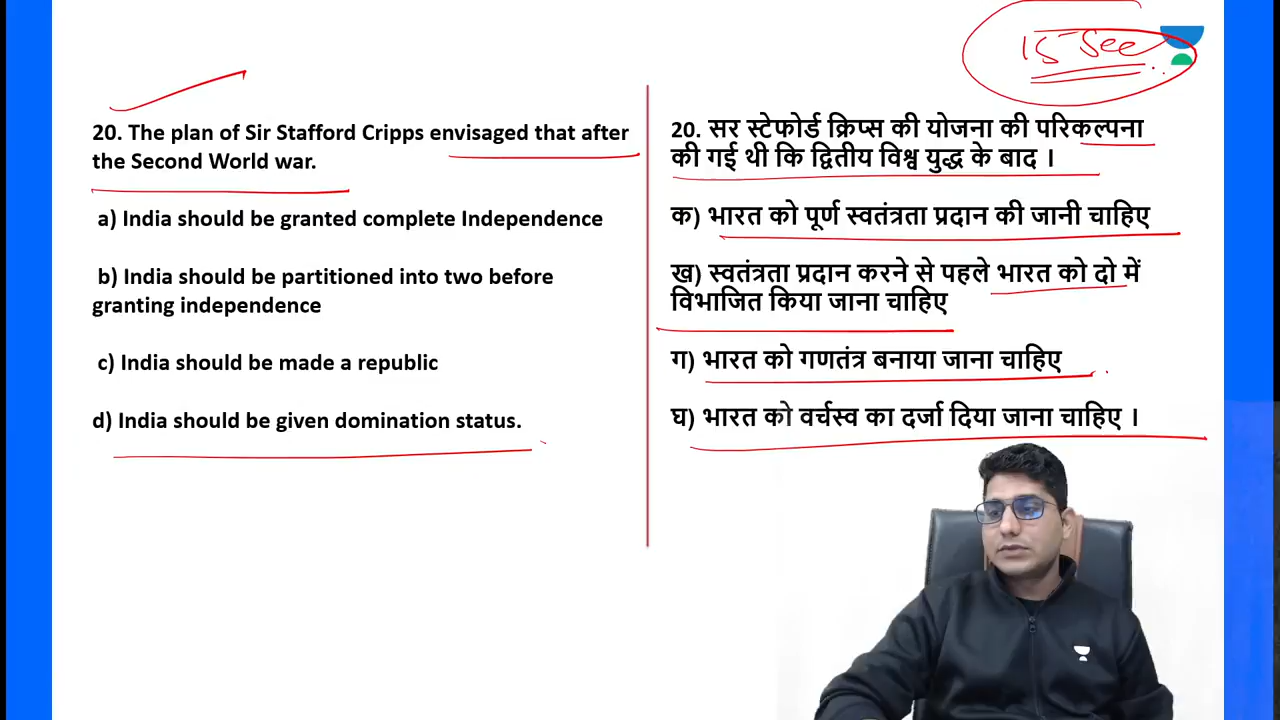 15 See
20. The plan of Sir Stafford Cripps envisaged that after
the Second World war.
a) India should be granted complete Independence
b) India should be partitioned into two before
granting independence
c) India should be made a republic
d) India should be given domination status.
20. सर स्टेफोर्ड क्रिप्स की योजना की परिकल्पना
की गई थी कि द्वितीय विश्व युद्ध के बाद ।
क) भारत को पूर्ण स्वतंत्रता प्रदान की जानी चाहिए
ख) स्वतंत्रता प्रदान करने से पहले भारत को दो में
विभाजित किया जाना चाहिए
ग) भारत को गणतंत्र बनाया जाना चाहिए
घ) भारत को वर्चस्व का दर्जा दिया जाना चाहिए ।